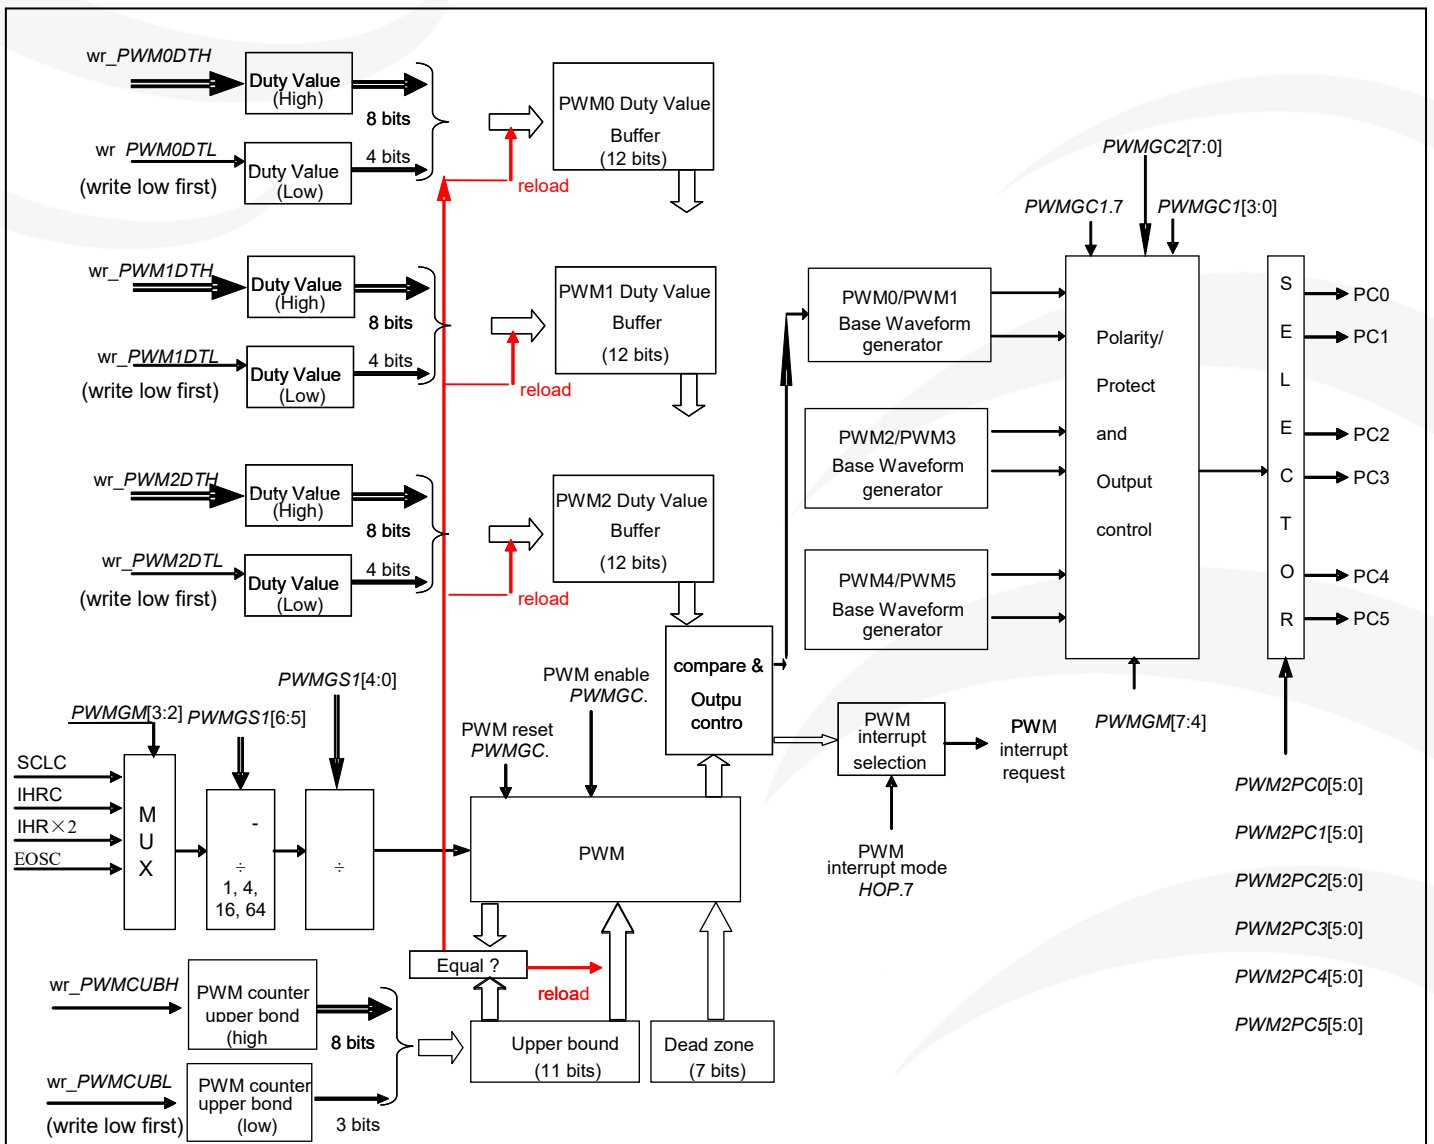 wr_PWM0DTH
Duty Value
(High)
8 bits
wr PWM0DTL
(write low first)
Duty Value
(Low)
4 bits
reload
PWM0 Duty Value
Buffer
(12 bits)
wr_PWM1DTH
Duty Value
(High)
8 bits
wr_PWM1DTL
(write low first)
Duty Value
(Low)
4 bits
reload
PWM1 Duty Value
Buffer
(12 bits)
wr_PWM2DTH
Duty Value
(High)
8 bits
wr_PWM2DTL
(write low first)
Duty Value
(Low)
4 bits
reload
PWM2 Duty Value
Buffer
(12 bits)
PWMGC2[7:0]
PWMGC1.7
PWMGC1[3:0]
PWM0/PWM1
Base Waveform
generator
PWM2/PWM3
Base Waveform
generator
PWM4/PWM5
Base Waveform
generator
Polarity/
Protect
and
Output
control
PWMGM[7:4]
S
E
L
E
C
T
O
R
PC0
PC1
PC2
PC3
PC4
PC5
PWM2PC0[5:0]
PWM2PC1[5:0]
PWM2PC2[5:0]
PWM2PC3[5:0]
PWM2PC4[5:0]
PWM2PC5[5:0]
compare &
Outpu
contro
PWM
interrupt
selection
PWM
interrupt
request
PWM
interrupt mode
HOP.7
PWMGM[3:2]
PWMGS1[6:5]
PWMGS1[4:0]
PWM reset
PWMGC.
PWM enable
PWMGC.
SCLC
IHRC
IHR×2
EOSC
M
U
X
-
÷
1, 4,
16, 64
÷
PWM
Equal ?
reload
wr_PWMCUBH
PWM counter
upper bond
(high
8 bits
wr_PWMCUBL
(write low first)
PWM counter
upper bond
(low)
3 bits
Upper bound
(11 bits)
Dead zone
(7 bits)